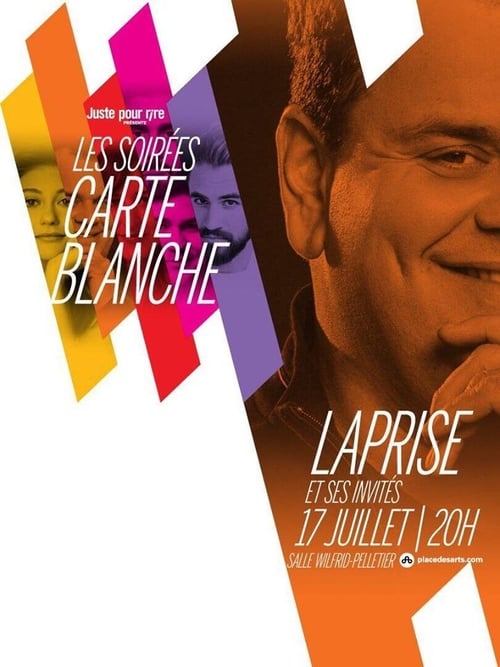 Juste pour rire
PRÉSENTE
LES SOIRÉES
CARTE
BLANCHE
LAPRISE
ET SES INVITÉS
17 JUILLET | 20H
SALLE WILFRID-PELLETIER placedesarts.com